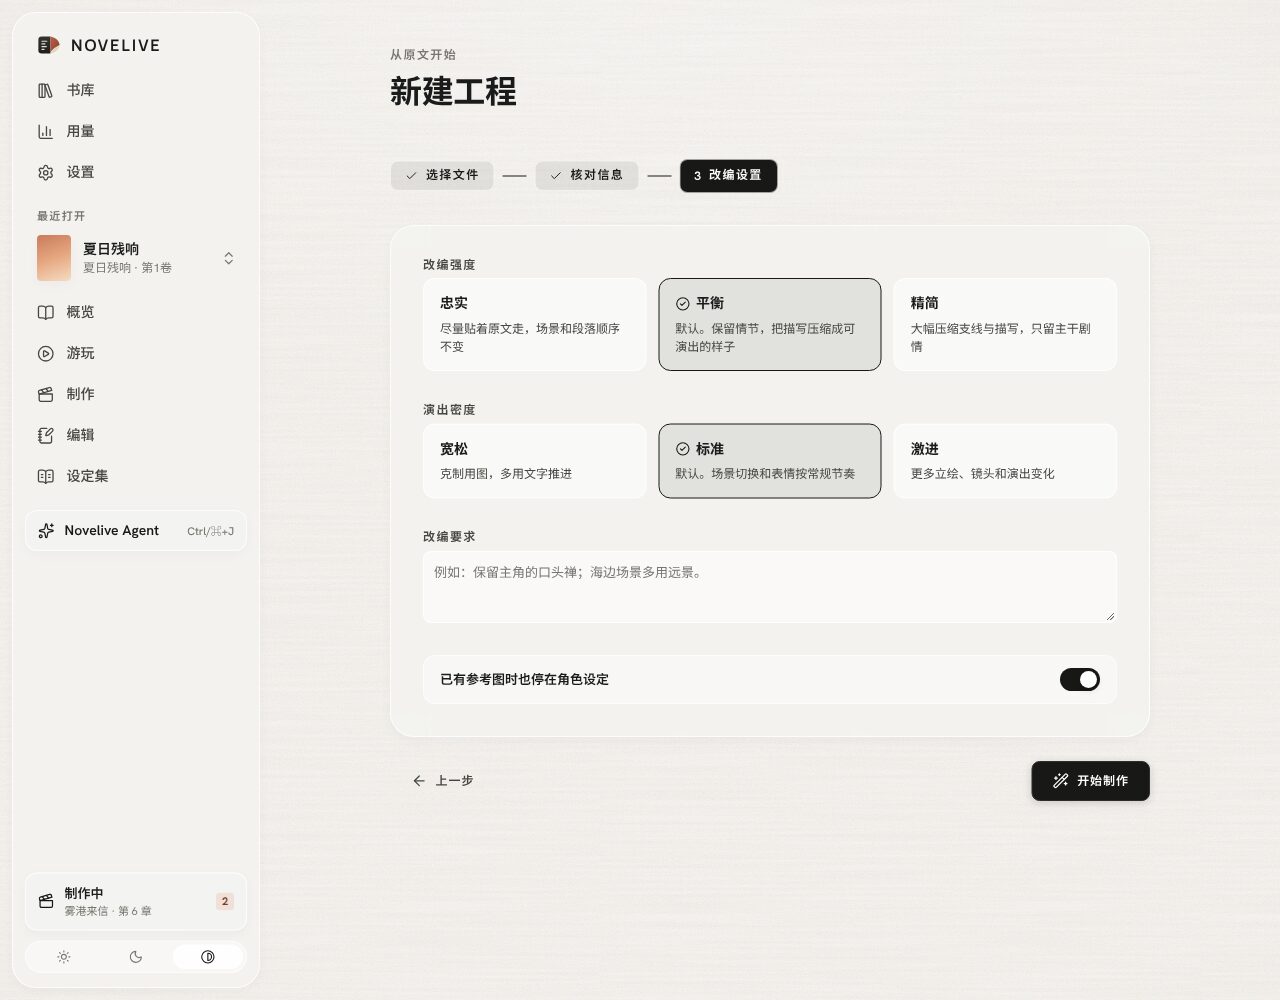 NOVELIVE
书库
用量
设置
最近打开
夏日残响
夏日残响 · 第1卷
概览
游玩
制作
编辑
设定集
Novelive Agent
Ctrl/⌘+J
制作中
雾港来信 · 第 6 章
2
从原文开始
新建工程
选择文件
核对信息
3 改编设置
改编强度
忠实
尽量贴着原文走，场景和段落顺序
不变
平衡
默认。保留情节，把描写压缩成可
演出的样子
精简
大幅压缩支线与描写，只留主干剧
情
演出密度
宽松
克制用图，多用文字推进
标准
默认。场景切换和表情按常规节奏
激进
更多立绘、镜头和演出变化
改编要求
例如：保留主角的口头禅；海边场景多用远景。
已有参考图时也停在角色设定
上一步
开始制作